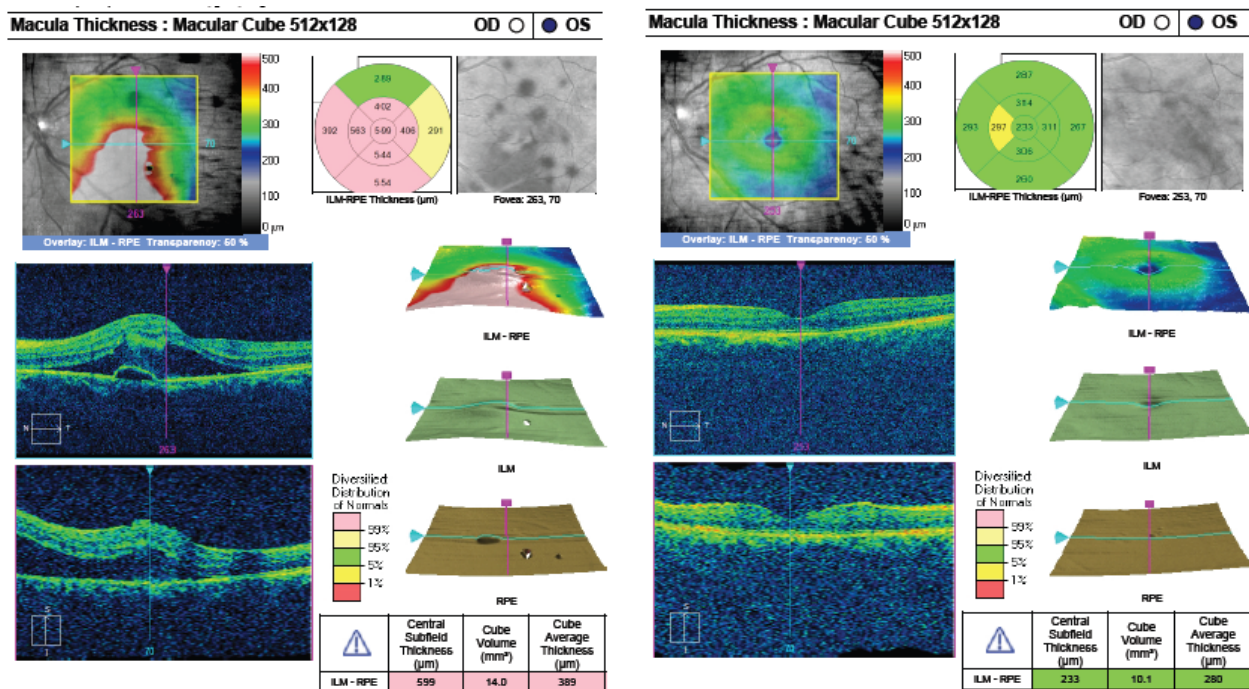 Macula Thickness : Macular Cube 512x128
OD OS
500
400
300
200
100
0 µm
70
263
Overlay: ILM - RPE Transparency: 50 %
289
402
392 563 599 406 291
544
554
ILM-RPE Thickness (µm)
Fovea: 263, 70
ILM - RPE
N T
263
ILM
Diversified:
Distribution
of Normals
99%
95%
5%
1%
RPE
S
I
70
Central
Subfield
Thickness
(µm)
Cube
Volume
(mm³)
Cube
Average
Thickness
(µm)
ILM - RPE 599 14.0 389
Macula Thickness : Macular Cube 512x128
OD OS
500
400
300
200
100
0 µm
70
253
Overlay: ILM - RPE Transparency: 50 %
287
314
293 297 233 311 267
306
260
ILM-RPE Thickness (µm)
Fovea: 253, 70
ILM - RPE
N T
253
ILM
Diversified:
Distribution
of Normals
99%
95%
5%
1%
RPE
S
I
70
Central
Subfield
Thickness
(µm)
Cube
Volume
(mm³)
Cube
Average
Thickness
(µm)
ILM - RPE 233 10.1 280